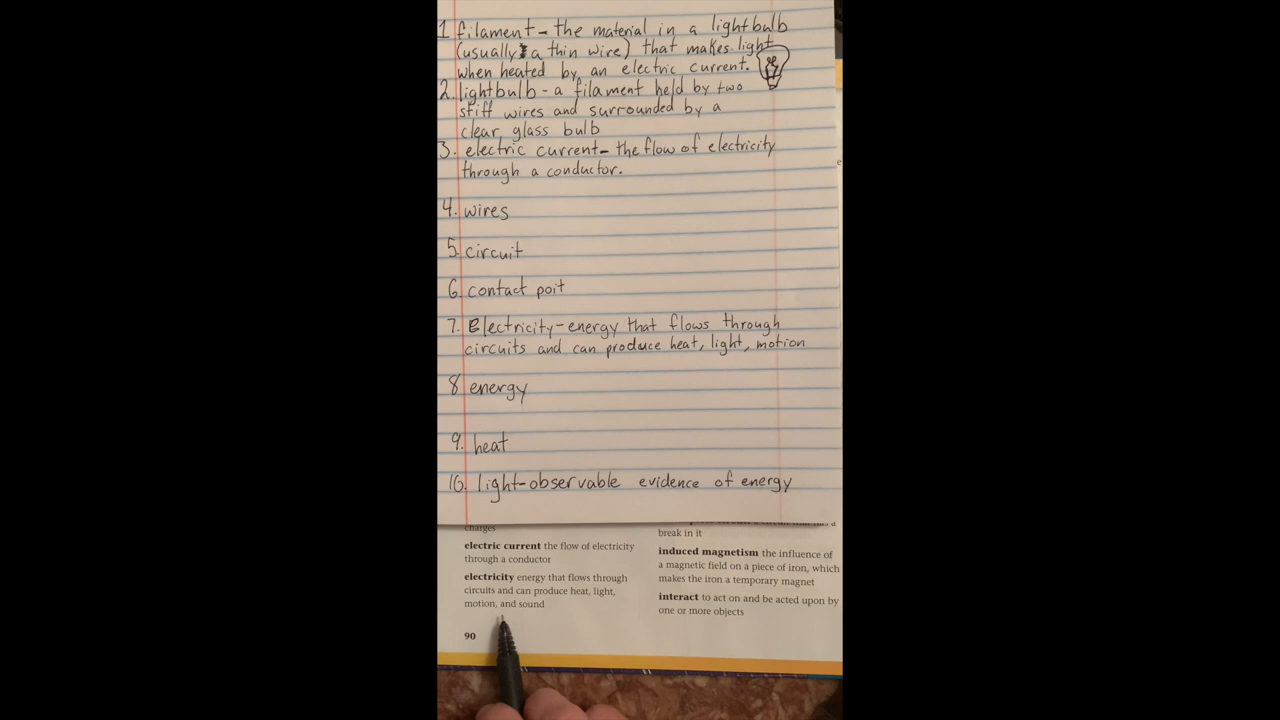 1 filament - the material in a lightbulb
(usually a thin wire) that makes light
when heated by an electric current.
2. lightbulb - a filament held by two
stiff wires and surrounded by a
clear glass bulb
3. electric current - the flow of electricity
through a conductor.
4. wires
5. circuit
6. contact poit
7. Electricity - energy that flows through
circuits and can produce heat, light, motion
8 energy
9. heat
10. light - observable evidence of energy
charges
electric current the flow of electricity
through a conductor
electricity energy that flows through
circuits and can produce heat, light,
motion, and sound
90
break in it
induced magnetism the influence of
a magnetic field on a piece of iron, which
makes the iron a temporary magnet
interact to act on and be acted upon by
one or more objects